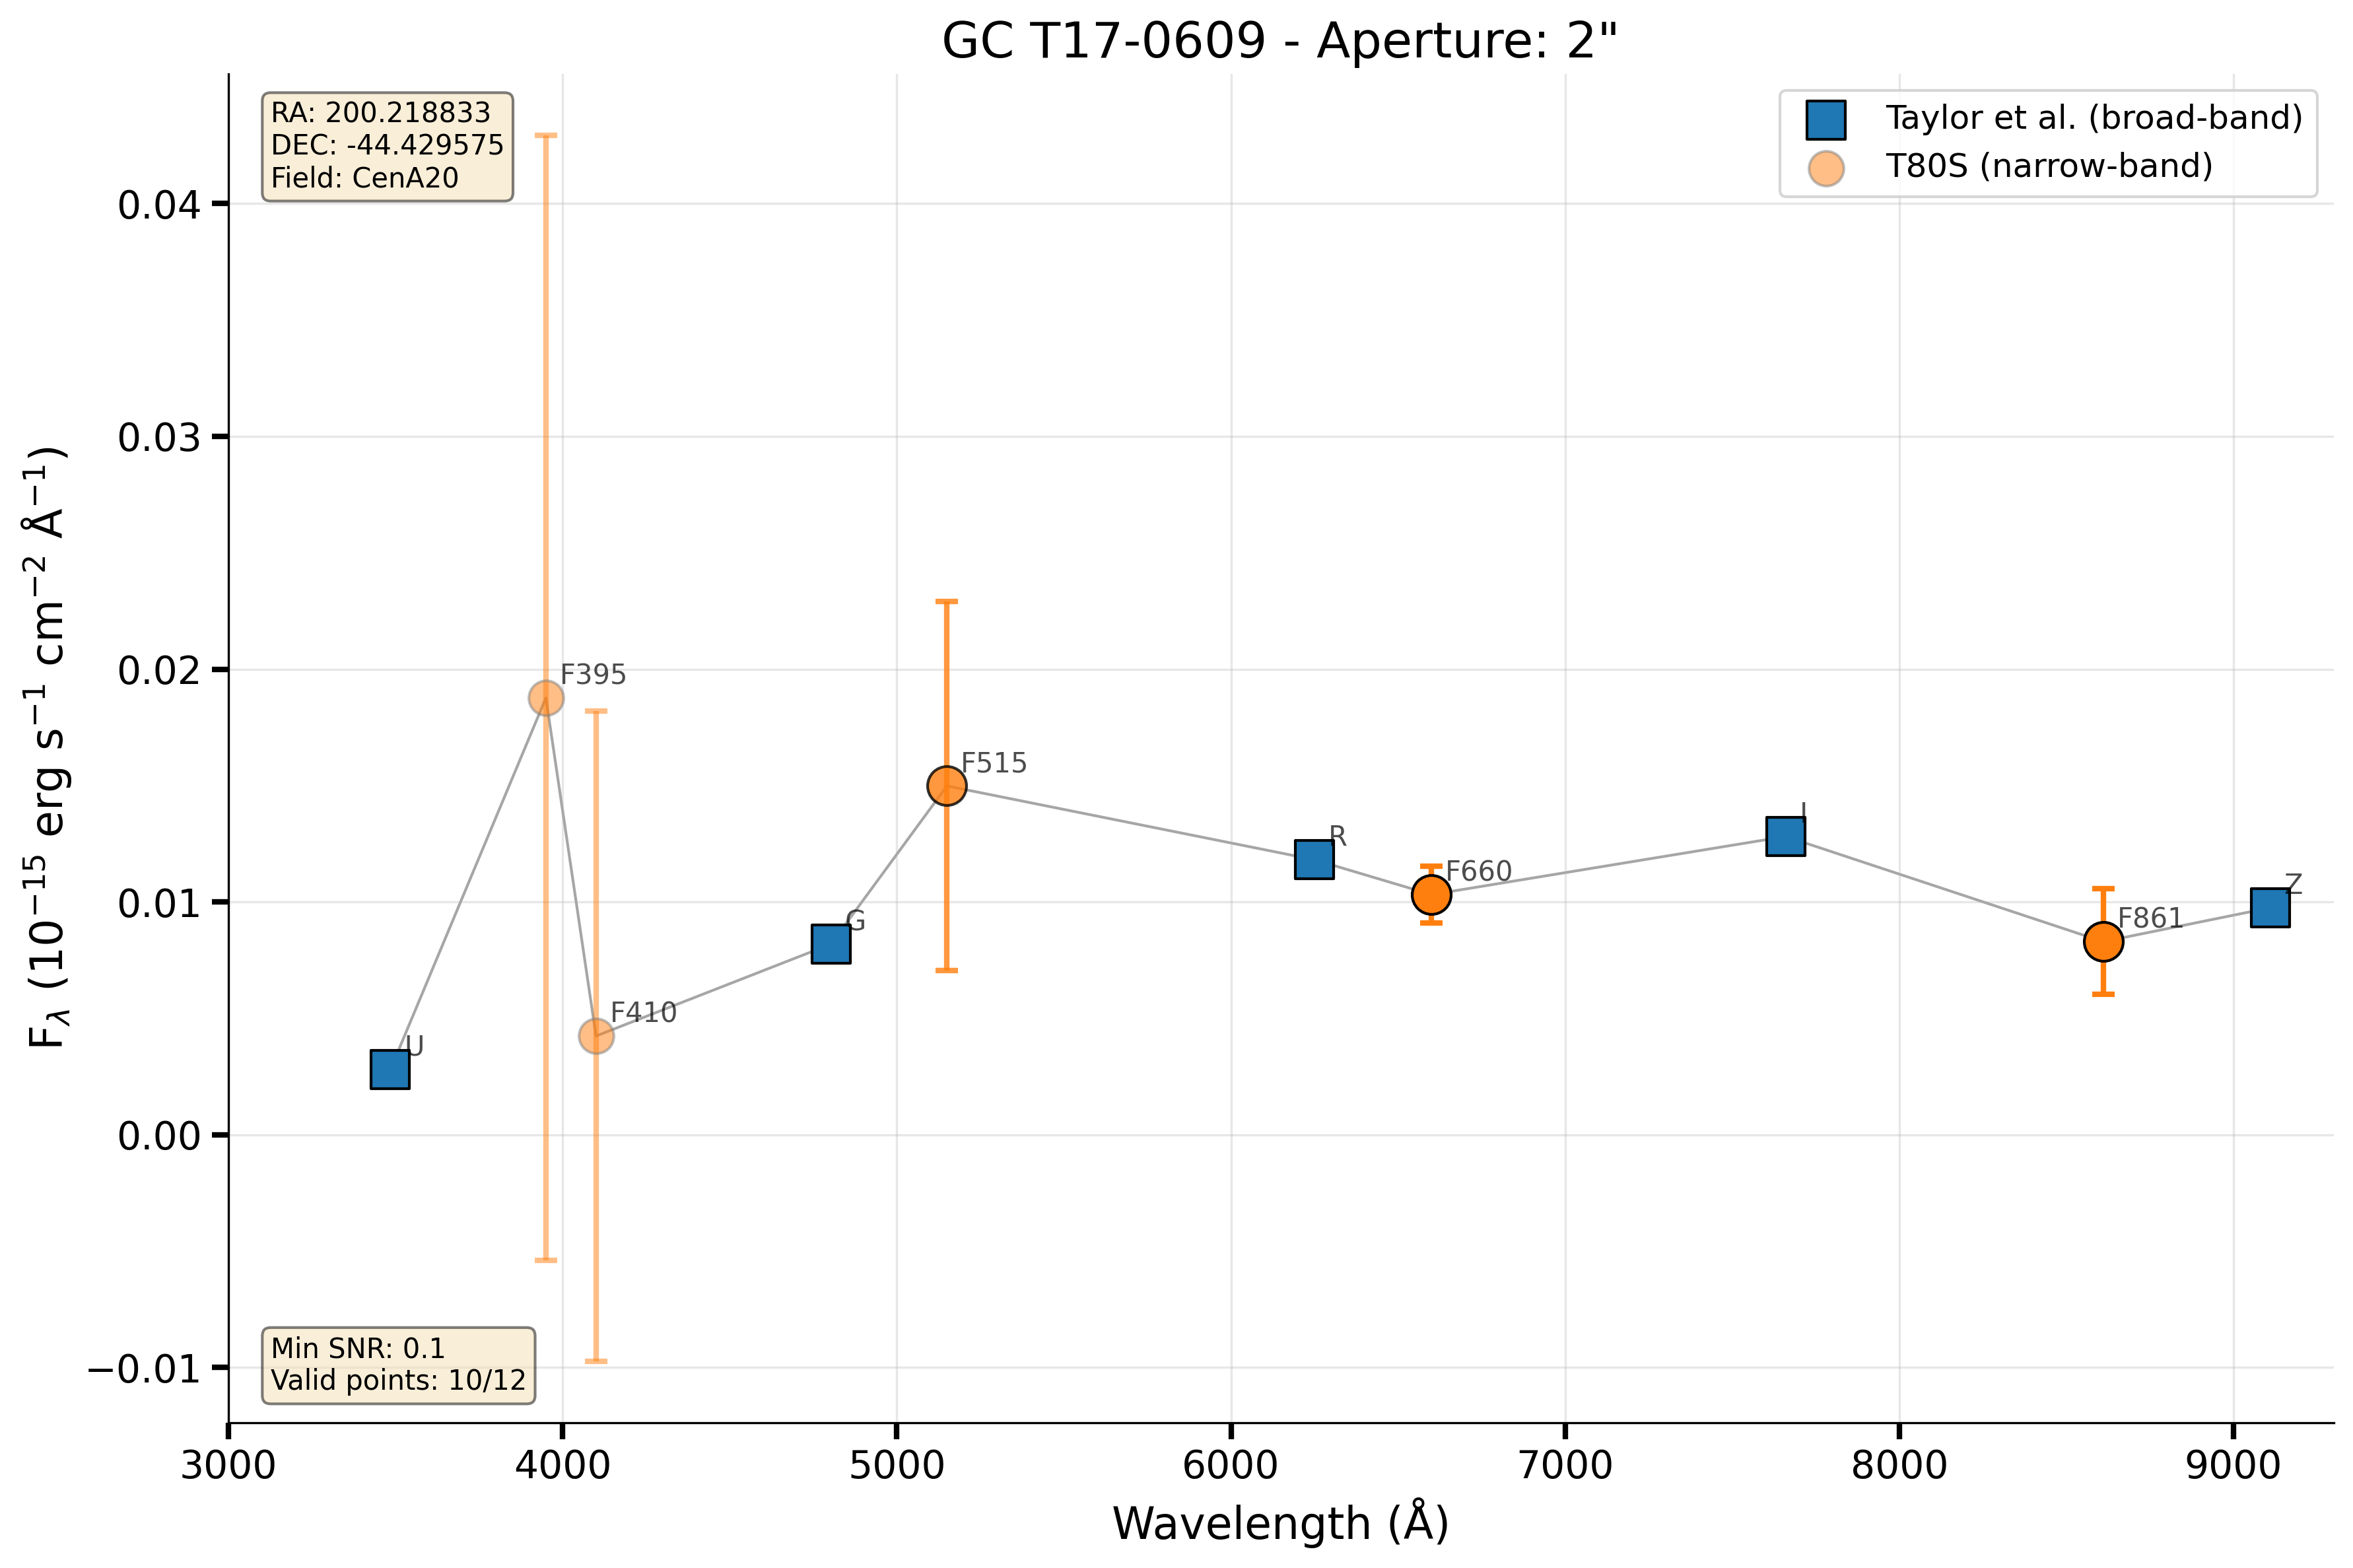 GC T17-0609 - Aperture: 2"
RA: 200.218833
DEC: -44.429575
Field: CenA20
Taylor et al. (broad-band)
T80S (narrow-band)
0.04
0.03
0.02
0.01
0.00
−0.01
F$_λ$ (10$^{−15}$ erg s$^{−1}$ cm$^{−2}$ Å$^{−1}$)
U
F395
F410
G
F515
R
F660
I
F861
Z
Min SNR: 0.1
Valid points: 10/12
3000 4000 5000 6000 7000 8000 9000
Wavelength (Å)